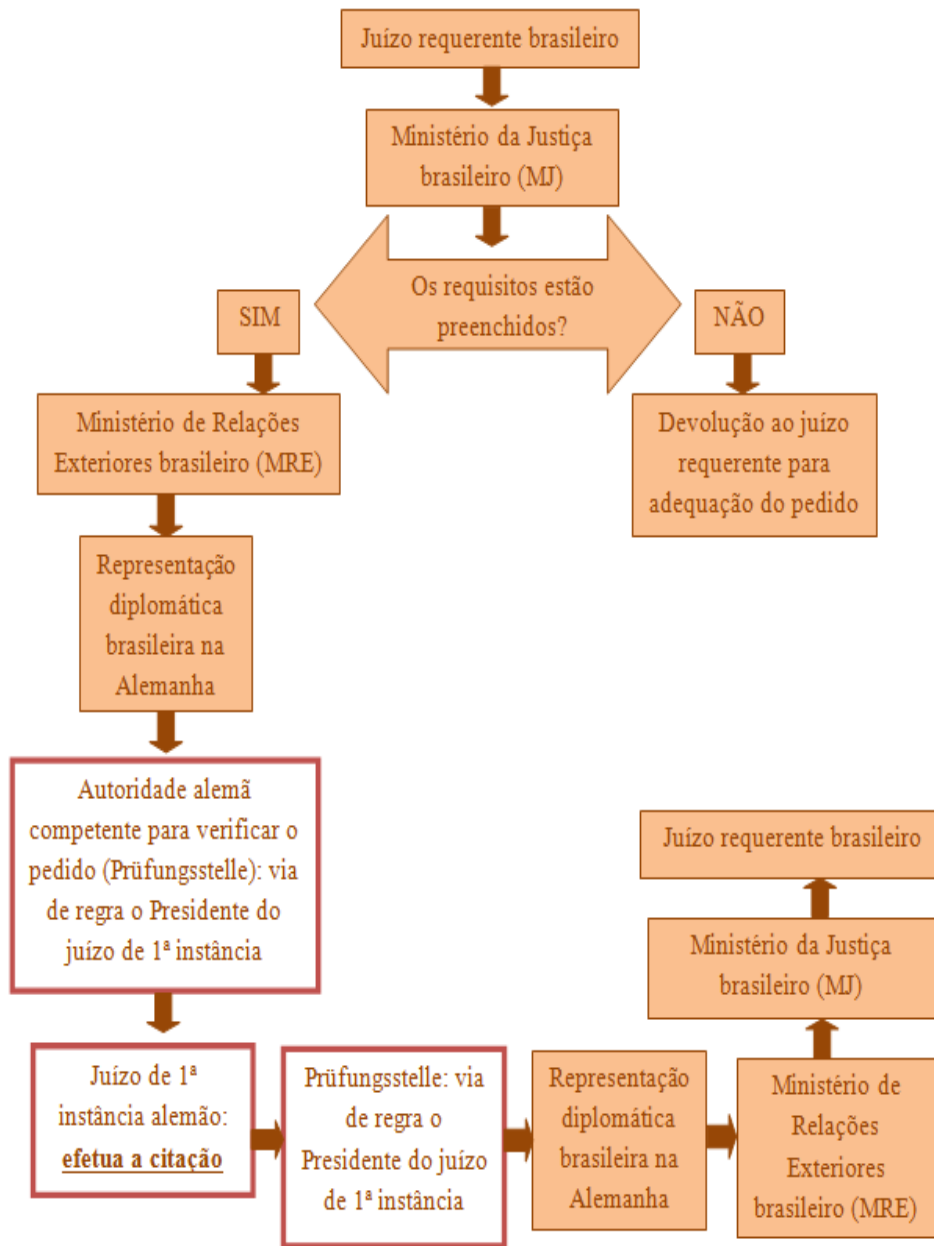 Juízo requerente brasileiro
Ministério da Justiça
brasileiro (MJ)
Os requisitos estão
preenchidos?
SIM
NÃO
Ministério de Relações
Exteriores brasileiro (MRE)
Devolução ao juízo
requerente para
adequação do pedido
Representação
diplomática
brasileira na
Alemanha
Autoridade alemã
competente para verificar o
pedido (Prüfungsstelle): via
de regra o Presidente do
juízo de 1ª instância
Juízo de 1ª
instância alemão:
efetua a citação
Prüfungsstelle: via
de regra o
Presidente do juízo
de 1ª instância
Representação
diplomática
brasileira na
Alemanha
Ministério de
Relações
Exteriores
brasileiro (MRE)
Ministério da Justiça
brasileiro (MJ)
Juízo requerente brasileiro